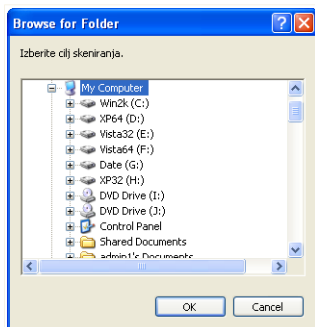 Browse for Folder
Izberite cilj skeniranja.
My Computer
Win2k (C:)
XP64 (D:)
Vista32 (E:)
Vista64 (F:)
Date (G:)
XP32 (H:)
DVD Drive (I:)
DVD Drive (J:)
Control Panel
Shared Documents
admin1's Documents
OK
Cancel